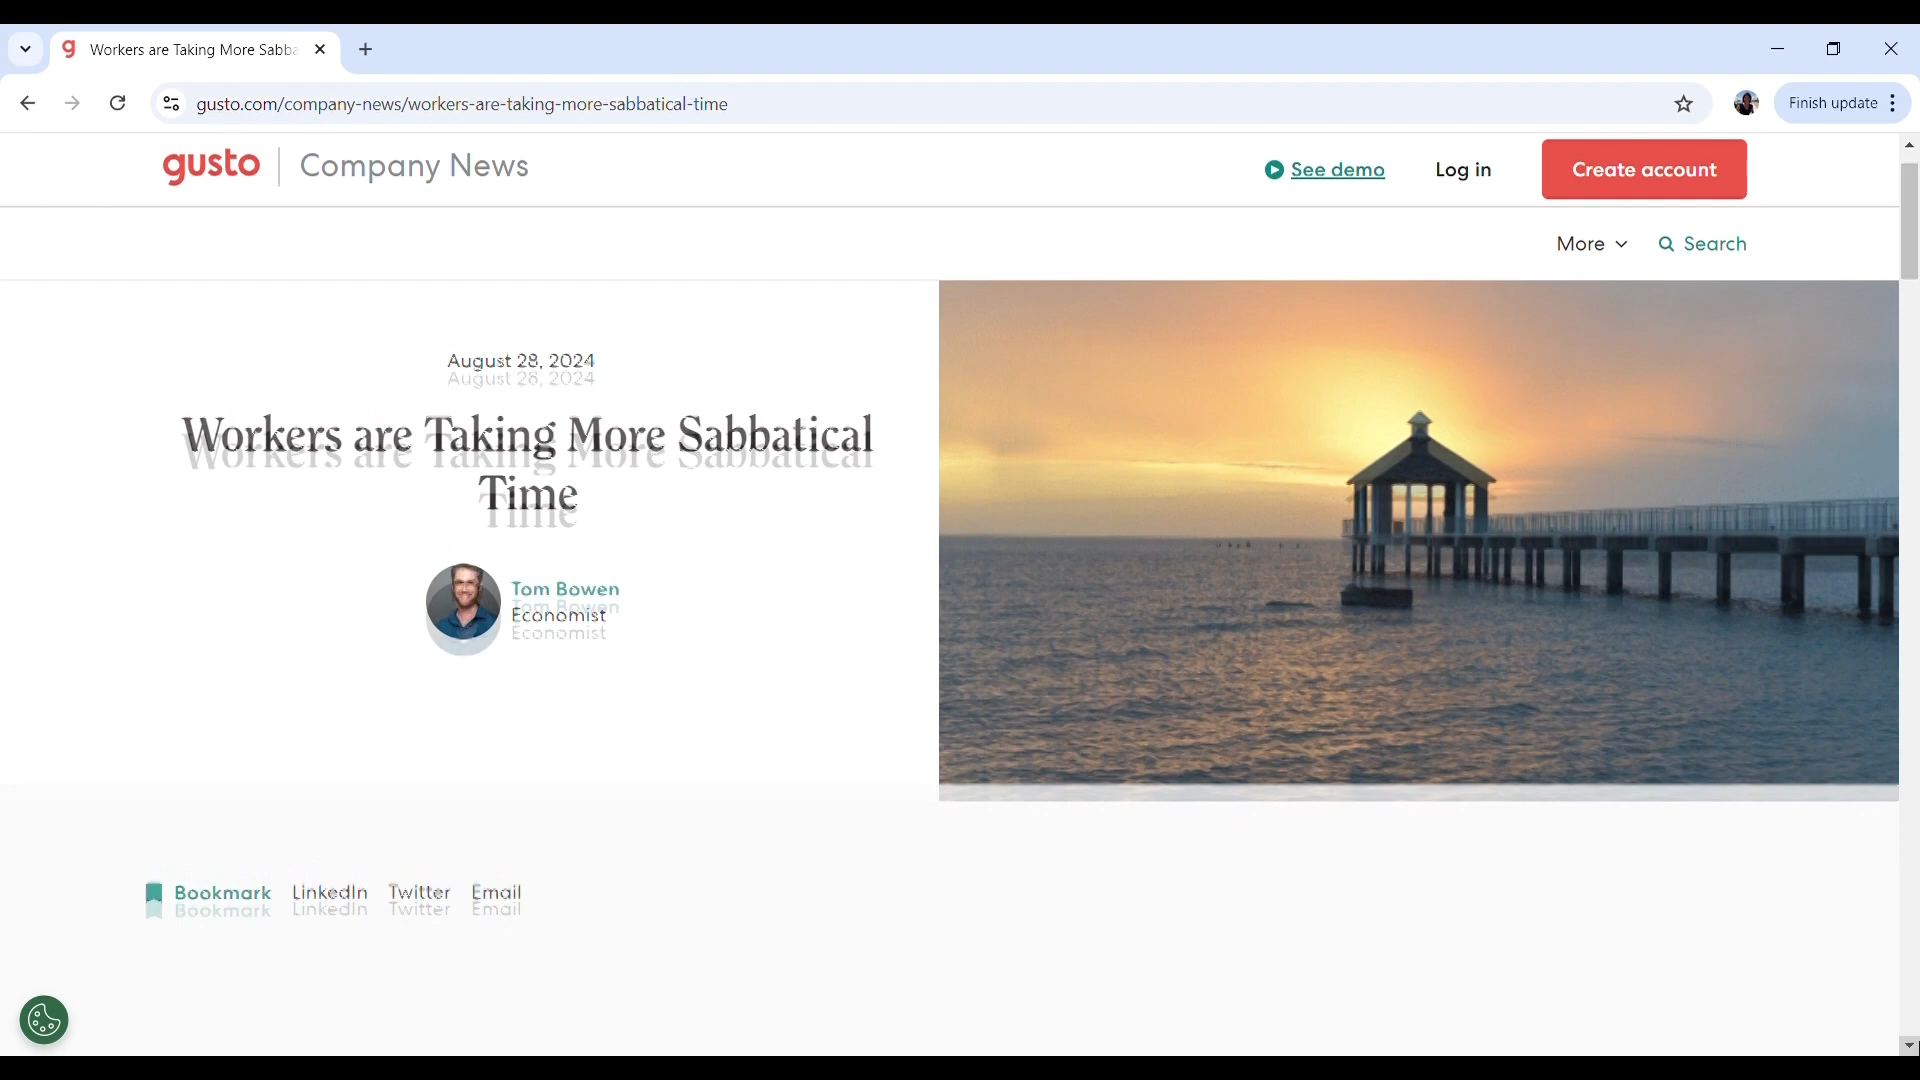 Workers are Taking More Sabba
gusto.com/company-news/workers-are-taking-more-sabbatical-time
Finish update
gusto
Company News
See demo
Log in
Create account
More
Search
August 28, 2024
Workers are Taking More Sabbatical
Time
Tom Bowen
Economist
Bookmark
LinkedIn
Twitter
Email